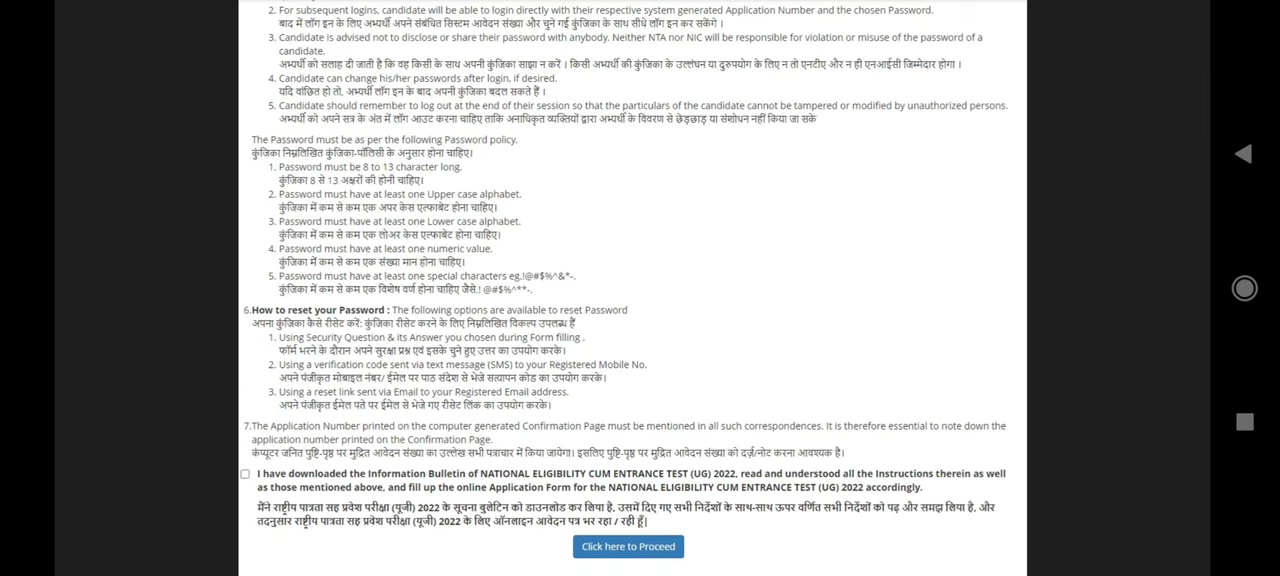 2. For subsequent logins, candidate will be able to login directly with their respective system generated Application Number and the chosen Password.
बाद में लॉग इन के लिए अभ्यर्थी अपने संबंधित सिस्टम आवेदन संख्या और चुने गई कुंजिका के साथ सीधे लॉग इन कर सकेंगे ।
3. Candidate is advised not to disclose or share their password with anybody. Neither NTA nor NIC will be responsible for violation or misuse of the password of a
candidate.
अभ्यर्थी को सलाह दी जाती है कि वह किसी के साथ अपनी कुंजिका साझा न करें । किसी अभ्यर्थी की कुंजिका के उल्लंघन या दुरुपयोग के लिए न तो एनटीए और न ही एनआईसी जिम्मेदार होगा ।
4. Candidate can change his/her passwords after login, if desired.
यदि वांछित हो तो, अभ्यर्थी लॉग इन के बाद अपनी कुंजिका बदल सकते हैं ।
5. Candidate should remember to log out at the end of their session so that the particulars of the candidate cannot be tampered or modified by unauthorized persons.
अभ्यर्थी को अपने सत्र के अंत में लॉग आउट करना चाहिए ताकि अनाधिकृत व्यक्तियों द्वारा अभ्यर्थी के विवरण से छेड़छाड़ या संशोधन नहीं किया जा सके
The Password must be as per the following Password policy.
कुंजिका निम्नलिखित कुंजिका-पॉलिसी के अनुसार होना चाहिए।
1. Password must be 8 to 13 character long.
कुंजिका 8 से 13 अक्षरों की होनी चाहिए।
2. Password must have at least one Upper case alphabet.
कुंजिका में कम से कम एक अपर केस एल्फाबेट होना चाहिए।
3. Password must have at least one Lower case alphabet.
कुंजिका में कम से कम एक लोअर केस एल्फाबेट होना चाहिए।
4. Password must have at least one numeric value.
कुंजिका में कम से कम एक संख्या मान होना चाहिए।
5. Password must have at least one special characters eg.!@#$%^&*-.
कुंजिका में कम से कम एक विशेष वर्ण होना चाहिए जैसे.! @#$%^**-.
6.How to reset your Password : The following options are available to reset Password
अपना कुंजिका कैसे रीसेट करें: कुंजिका रीसेट करने के लिए निम्नलिखित विकल्प उपलब्ध हैं
1. Using Security Question & its Answer you chosen during Form filling .
फॉर्म भरने के दौरान अपने सुरक्षा प्रश्न एवं इसके चुने हुए उत्तर का उपयोग करके।
2. Using a verification code sent via text message (SMS) to your Registered Mobile No.
अपने पंजीकृत मोबाइल नंबर/ ईमेल पर पाठ संदेश से भेजे सत्यापन कोड का उपयोग करके।
3. Using a reset link sent via Email to your Registered Email address.
अपने पंजीकृत ईमेल पते पर ईमेल से भेजे गए रीसेट लिंक का उपयोग करके।
7.The Application Number printed on the computer generated Confirmation Page must be mentioned in all such correspondences. It is therefore essential to note down the
application number printed on the Confirmation Page.
कंप्यूटर जनित पुष्टि-पृष्ठ पर मुद्रित आवेदन संख्या का उल्लेख सभी पत्राचार में किया जायेगा। इसलिए पुष्टि-पृष्ठ पर मुद्रित आवेदन संख्या को दर्ज़/नोट करना आवश्यक है।
I have downloaded the Information Bulletin of NATIONAL ELIGIBILITY CUM ENTRANCE TEST (UG) 2022, read and understood all the Instructions therein as well
as those mentioned above, and fill up the online Application Form for the NATIONAL ELIGIBILITY CUM ENTRANCE TEST (UG) 2022 accordingly.
मैंने राष्ट्रीय पात्रता सह प्रवेश परीक्षा (यूजी) 2022 के सूचना बुलेटिन को डाउनलोड कर लिया है, उसमें दिए गए सभी निर्देशों के साथ-साथ ऊपर वर्णित सभी निर्देशों को पढ़ और समझ लिया है, और
तदनुसार राष्ट्रीय पात्रता सह प्रवेश परीक्षा (यूजी) 2022 के लिए ऑनलाइन आवेदन पत्र भर रहा / रही हूँ|
Click here to Proceed